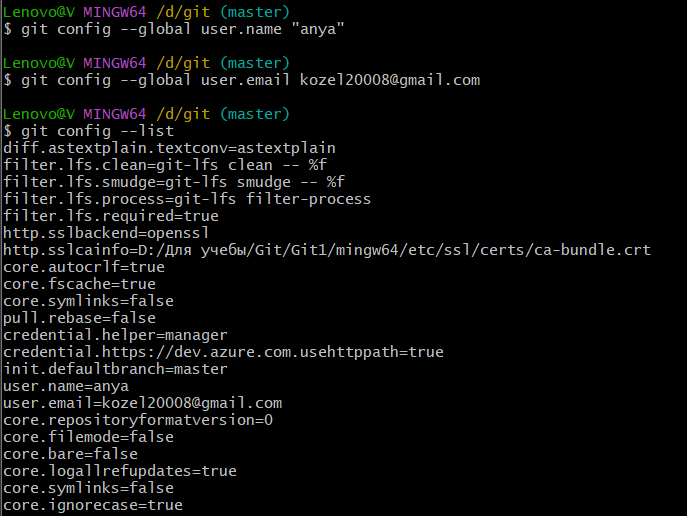 Lenovo@V MINGW64 /d/git (master)
$ git config --global user.name "anya"
Lenovo@V MINGW64 /d/git (master)
$ git config --global user.email kozel20008@gmail.com
Lenovo@V MINGW64 /d/git (master)
$ git config --list
diff.astextplain.textconv=astextplain
filter.lfs.clean=git-lfs clean -- %f
filter.lfs.smudge=git-lfs smudge -- %f
filter.lfs.process=git-lfs filter-process
filter.lfs.required=true
http.sslbackend=openssl
http.sslcainfo=D:/Для учебы/Git/Git1/mingw64/etc/ssl/certs/ca-bundle.crt
core.autocrlf=true
core.fscache=true
core.symlinks=false
pull.rebase=false
credential.helper=manager
credential.https://dev.azure.com.usehttppath=true
init.defaultbranch=master
user.name=anya
user.email=kozel20008@gmail.com
core.repositoryformatversion=0
core.filemode=false
core.bare=false
core.logallrefupdates=true
core.symlinks=false
core.ignorecase=true